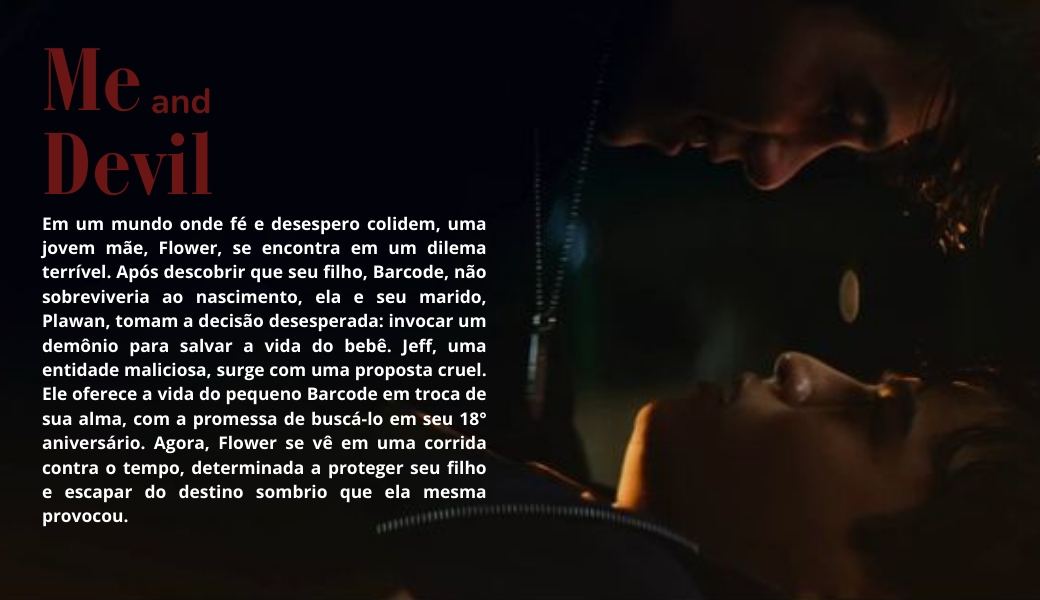 Me and
Devil
Em um mundo onde fé e desespero colidem, uma
jovem mãe, Flower, se encontra em um dilema
terrível. Após descobrir que seu filho, Barcode, não
sobreviveria ao nascimento, ela e seu marido,
Plawan, tomam a decisão desesperada: invocar um
demônio para salvar a vida do bebê. Jeff, uma
entidade maliciosa, surge com uma proposta cruel.
Ele oferece a vida do pequeno Barcode em troca de
sua alma, com a promessa de buscá-lo em seu 18°
aniversário. Agora, Flower se vê em uma corrida
contra o tempo, determinada a proteger seu filho
e escapar do destino sombrio que ela mesma
provocou.